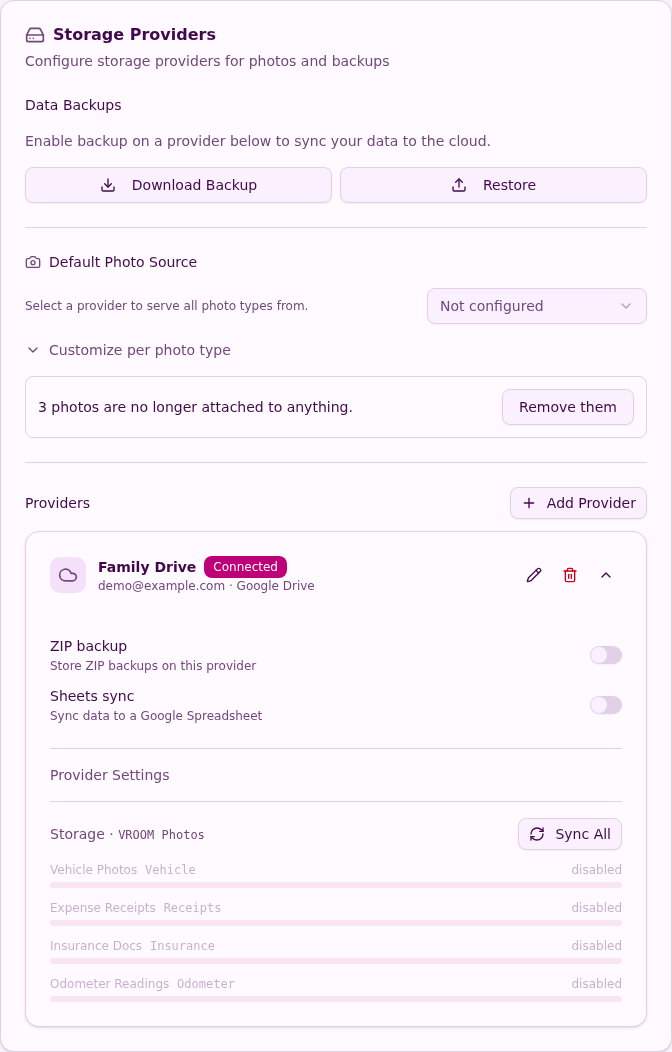 Storage Providers
Configure storage providers for photos and backups
Data Backups
Enable backup on a provider below to sync your data to the cloud.
Download Backup
Restore
Default Photo Source
Select a provider to serve all photo types from.
Not configured
Customize per photo type
3 photos are no longer attached to anything.
Remove them
Providers
Add Provider
Family Drive Connected
demo@example.com · Google Drive
ZIP backup
Store ZIP backups on this provider
Sheets sync
Sync data to a Google Spreadsheet
Provider Settings
Storage · VROOM Photos
Sync All
Vehicle Photos Vehicle disabled
Expense Receipts Receipts disabled
Insurance Docs Insurance disabled
Odometer Readings Odometer disabled